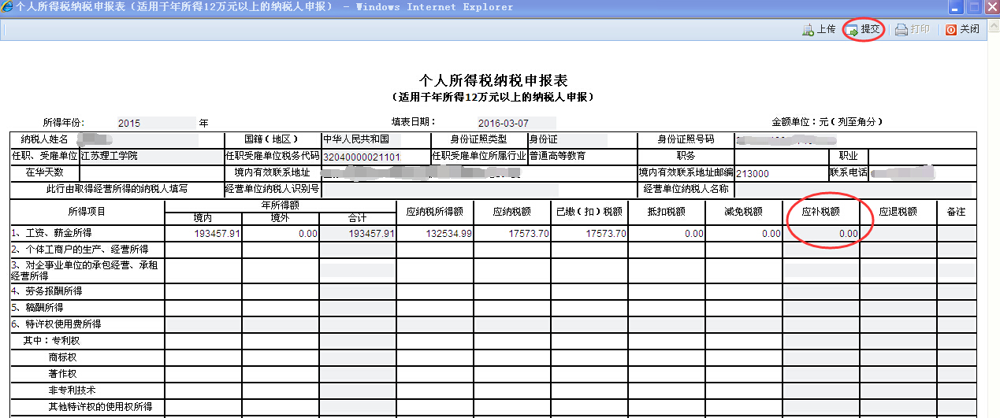 个人所得税纳税申报表（适用于年所得12万元以上的纳税人申报） - Windows Internet Explorer
上传 提交 打印 关闭
个人所得税纳税申报表
（适用于年所得12万元以上的纳税人申报）
所得年份： 2015 年 填表日期： 2016-03-07 金额单位：元（列至角分）
纳税人姓名 国籍（地区） 中华人民共和国 身份证照类型 身份证 身份证照号码
任职、受雇单位 江苏理工学院 任职受雇单位税务代码 32040000021101 任职受雇单位所属行业 普通高等教育 职务 职业
在华天数 境内有效联系地址 境内有效联系地址邮编 213000 联系电话
此行由取得经营所得的纳税人填写 经营单位纳税人识别号 经营单位纳税人名称
所得项目 年所得额 应纳税所得额 应纳税额 已缴（扣）税额 抵扣税额 减免税额 应补税额 应退税额 备注
境内 境外 合计
1、工资、薪金所得 193457.91 0.00 193457.91 132534.99 17573.70 17573.70 0.00 0.00 0.00
2、个体工商户的生产、经营所得
3、对企事业单位的承包经营、承租
经营所得
4、劳务报酬所得
5、稿酬所得
6、特许权使用费所得
其中：专利权
商标权
著作权
非专利技术
其他特许权的使用权所得